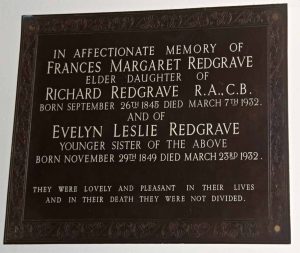 IN AFFECTIONATE MEMORY OF
FRANCES MARGARET REDGRAVE
ELDER DAUGHTER OF
RICHARD REDGRAVE R.A., C.B.
BORN SEPTEMBER 26TH 1845 DIED MARCH 7TH 1932.
AND OF
EVELYN LESLIE REDGRAVE
YOUNGER SISTER OF THE ABOVE
BORN NOVEMBER 29TH 1849 DIED MARCH 23RD 1932.
THEY WERE LOVELY AND PLEASANT IN THEIR LIVES
AND IN THEIR DEATH THEY WERE NOT DIVIDED.